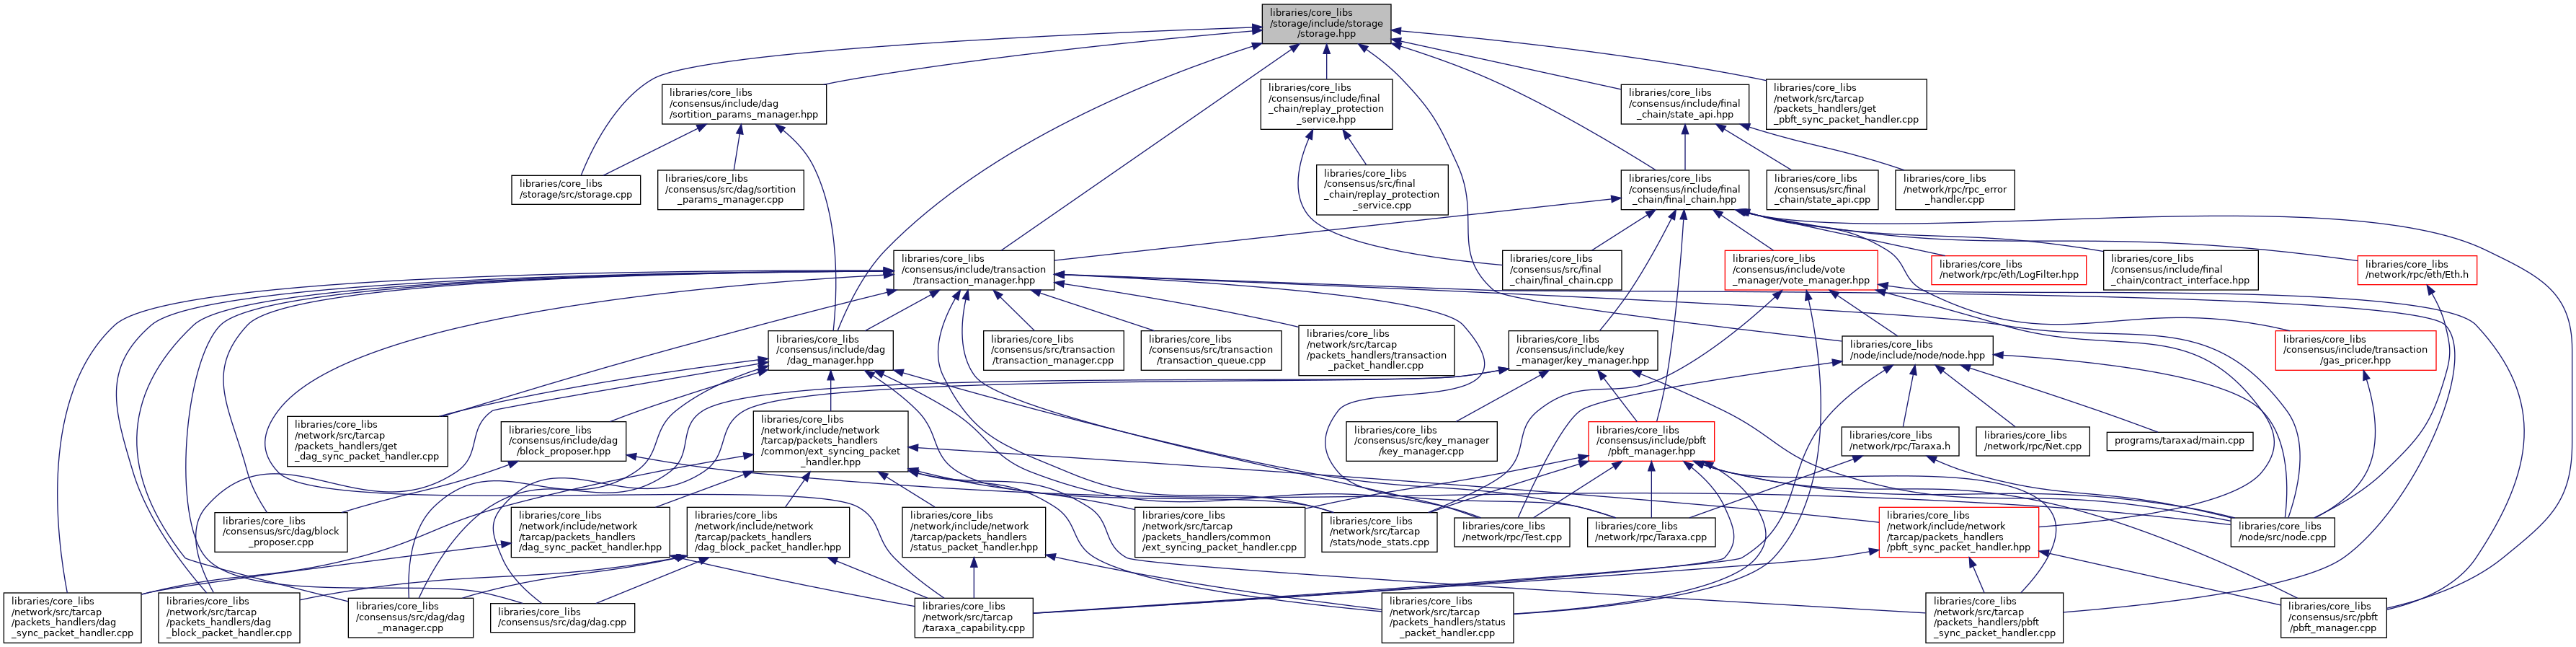 libraries/core_libs
/storage/include/storage
/storage.hpp
libraries/core_libs
/consensus/include/dag
/sortition_params_manager.hpp
libraries/core_libs
/consensus/include/final
_chain/replay_protection
_service.hpp
libraries/core_libs
/consensus/include/final
_chain/state_api.hpp
libraries/core_libs
/network/src/tarcap
/packets_handlers/get
_pbft_sync_packet_handler.cpp
libraries/core_libs
/storage/src/storage.cpp
libraries/core_libs
/consensus/src/dag/sortition
_params_manager.cpp
libraries/core_libs
/consensus/src/final
_chain/replay_protection
_service.cpp
libraries/core_libs
/consensus/include/final
_chain/final_chain.hpp
libraries/core_libs
/consensus/src/final
_chain/state_api.cpp
libraries/core_libs
/network/rpc/rpc_error
_handler.cpp
libraries/core_libs
/consensus/include/transaction
/transaction_manager.hpp
libraries/core_libs
/consensus/src/final
_chain/final_chain.cpp
libraries/core_libs
/consensus/include/vote
_manager/vote_manager.hpp
libraries/core_libs
/network/rpc/eth/LogFilter.hpp
libraries/core_libs
/consensus/include/final
_chain/contract_interface.hpp
libraries/core_libs
/network/rpc/eth/Eth.h
libraries/core_libs
/consensus/include/dag
/dag_manager.hpp
libraries/core_libs
/consensus/src/transaction
/transaction_manager.cpp
libraries/core_libs
/consensus/src/transaction
/transaction_queue.cpp
libraries/core_libs
/network/src/tarcap
/packets_handlers/transaction
_packet_handler.cpp
libraries/core_libs
/consensus/include/key
_manager/key_manager.hpp
libraries/core_libs
/node/include/node/node.hpp
libraries/core_libs
/consensus/include/transaction
/gas_pricer.hpp
libraries/core_libs
/network/src/tarcap
/packets_handlers/get
_dag_sync_packet_handler.cpp
libraries/core_libs
/consensus/include/dag
/block_proposer.hpp
libraries/core_libs
/network/include/network
/tarcap/packets_handlers
/common/ext_syncing_packet
_handler.hpp
libraries/core_libs
/consensus/src/key_manager
/key_manager.cpp
libraries/core_libs
/consensus/include/pbft
/pbft_manager.hpp
libraries/core_libs
/network/rpc/Taraxa.h
libraries/core_libs
/network/rpc/Net.cpp
programs/taraxad/main.cpp
libraries/core_libs
/consensus/src/dag/block
_proposer.cpp
libraries/core_libs
/network/include/network
/tarcap/packets_handlers
/dag_sync_packet_handler.hpp
libraries/core_libs
/network/include/network
/tarcap/packets_handlers
/dag_block_packet_handler.hpp
libraries/core_libs
/network/include/network
/tarcap/packets_handlers
/status_packet_handler.hpp
libraries/core_libs
/network/src/tarcap
/packets_handlers/common
/ext_syncing_packet_handler.cpp
libraries/core_libs
/network/src/tarcap
/stats/node_stats.cpp
libraries/core_libs
/network/rpc/Test.cpp
libraries/core_libs
/network/rpc/Taraxa.cpp
libraries/core_libs
/network/include/network
/tarcap/packets_handlers
/pbft_sync_packet_handler.hpp
libraries/core_libs
/node/src/node.cpp
libraries/core_libs
/network/src/tarcap
/packets_handlers/dag
_sync_packet_handler.cpp
libraries/core_libs
/network/src/tarcap
/packets_handlers/dag
_block_packet_handler.cpp
libraries/core_libs
/consensus/src/dag/dag
_manager.cpp
libraries/core_libs
/consensus/src/dag/dag.cpp
libraries/core_libs
/network/src/tarcap
/taraxa_capability.cpp
libraries/core_libs
/network/src/tarcap
/packets_handlers/status
_packet_handler.cpp
libraries/core_libs
/network/src/tarcap
/packets_handlers/pbft
_sync_packet_handler.cpp
libraries/core_libs
/consensus/src/pbft
/pbft_manager.cpp